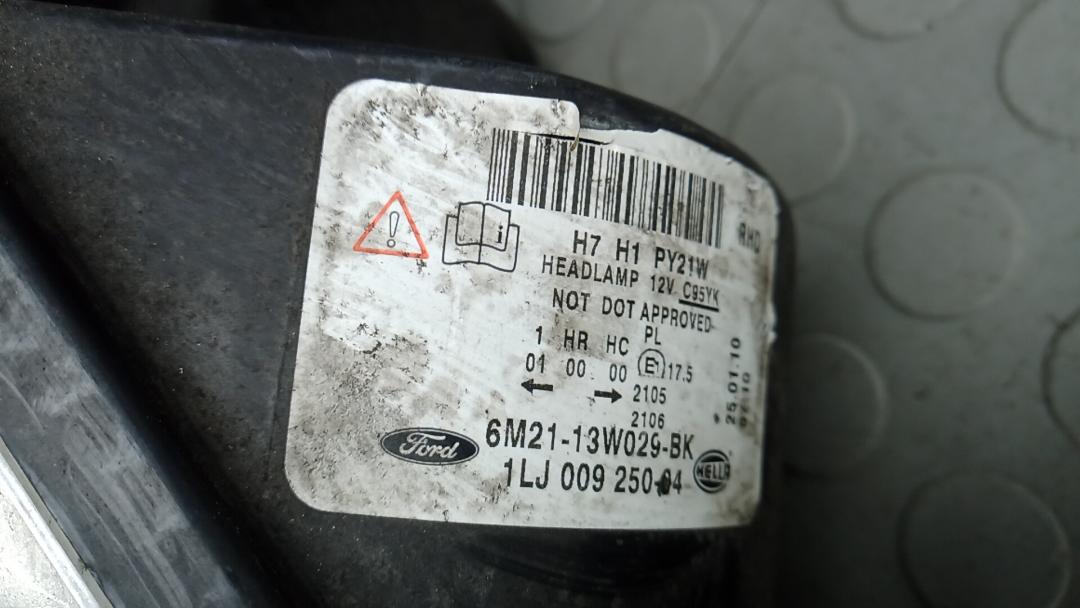 RHD
H7 H1 PY21W
HEADLAMP 12V C95YK
NOT DOT APPROVED
1 HR HC PL
01 00 00 E1 17.5
2105
2106
25.01.10
Ford 6M21-13W029-BK
1LJ 009 250-04 HELLA